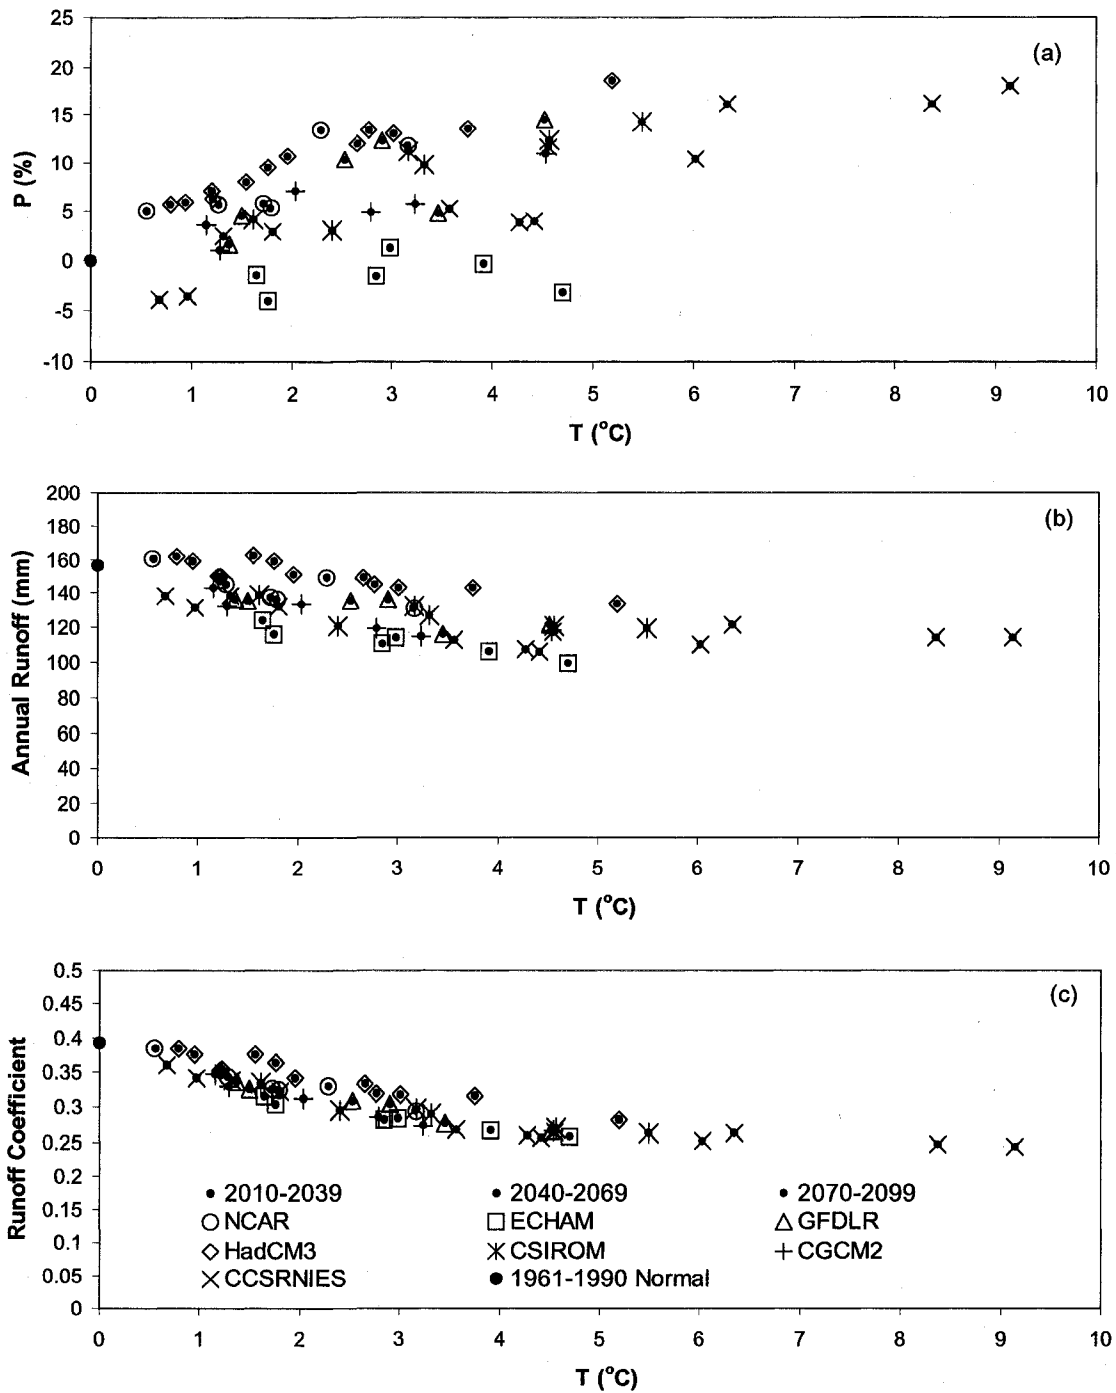 (a)
25
20
15
10
5
0
-5
-10
P (%)
0 1 2 3 4 5 6 7 8 9 10
T (°C)
(b)
200
180
160
140
120
100
80
60
40
20
0
Annual Runoff (mm)
0 1 2 3 4 5 6 7 8 9 10
T (°C)
(c)
0.5
0.45
0.4
0.35
0.3
0.25
0.2
0.15
0.1
0.05
0
Runoff Coefficient
2010-2039 2040-2069 2070-2099
NCAR ECHAM GFDLR
HadCM3 CSIROM CGCM2
CCSRNIES 1961-1990 Normal
0 1 2 3 4 5 6 7 8 9 10
T (°C)